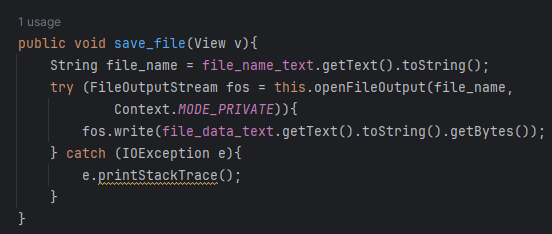 1 usage
public void save_file(View v){
    String file_name = file_name_text.getText().toString();
    try (FileOutputStream fos = this.openFileOutput(file_name,
            Context.MODE_PRIVATE)){
        fos.write(file_data_text.getText().toString().getBytes());
    } catch (IOException e){
        e.printStackTrace();
    }
}